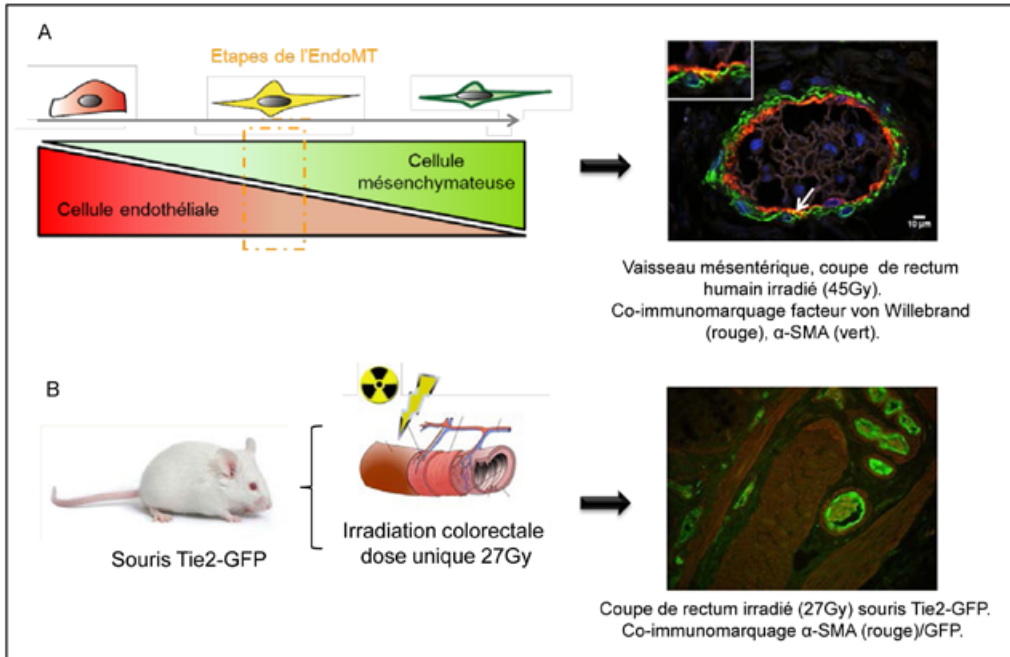 A
Etapes de l'EndoMT
Cellule
mésenchymateuse
Cellule endothéliale
10 µm
Vaisseau mésentérique, coupe de rectum
humain irradié (45Gy).
Co-immunomarquage facteur von Willebrand
(rouge), α-SMA (vert).
B
Souris Tie2-GFP
Irradiation colorectale
dose unique 27Gy
Coupe de rectum irradié (27Gy) souris Tie2-GFP.
Co-immunomarquage α-SMA (rouge)/GFP.